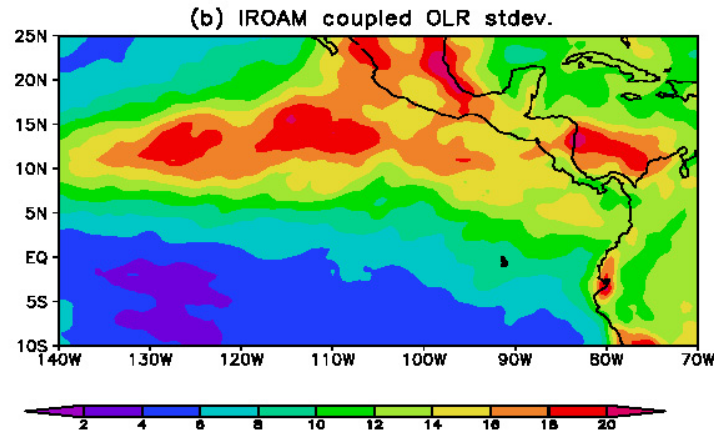 (b) IROAM coupled OLR stdev.
25N
20N
15N
10N
5N
EQ
5S
10S
140W 130W 120W 110W 100W 90W 80W 70W
2 4 6 8 10 12 14 16 18 20